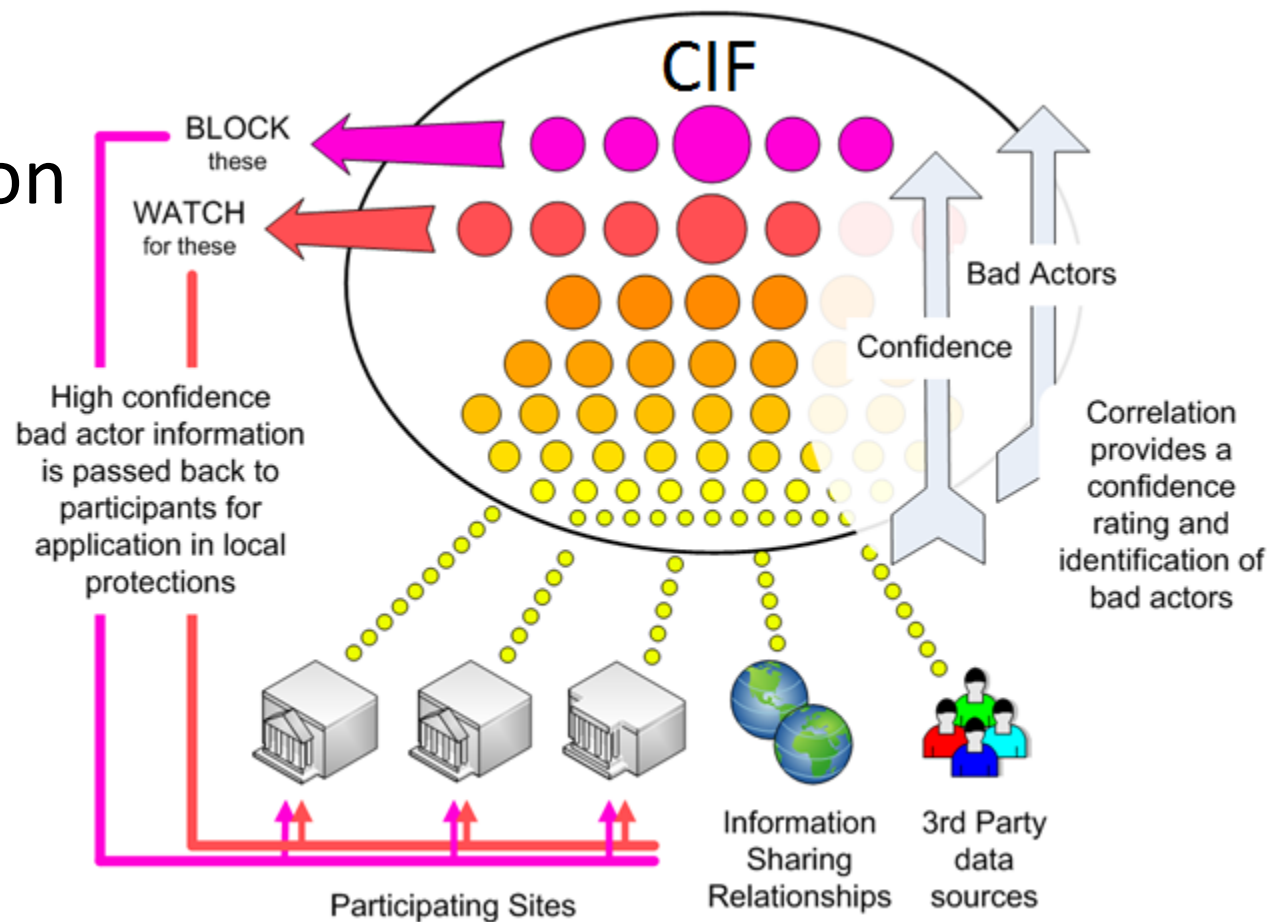 CIF
BLOCK
these
on
WATCH
for these
Bad Actors
Confidence
High confidence
bad actor information
is passed back to
participants for
application in local
protections
Correlation
provides a
confidence
rating and
identification of
bad actors
Information
Sharing
Relationships
3rd Party
data
sources
Participating Sites